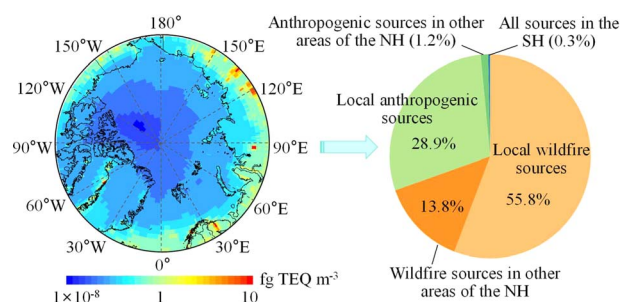 180°
150°W
150°E
120°W
120°E
90°W
90°E
60°W
60°E
30°W
30°E
0°
fg TEQ m⁻³
1×10⁻⁸
1
10
Anthropogenic sources in other
areas of the NH (1.2%)
All sources in the
SH (0.3%)
Local anthropogenic
sources
28.9%
Local wildfire
sources
55.8%
13.8%
Wildfire sources in other
areas of the NH